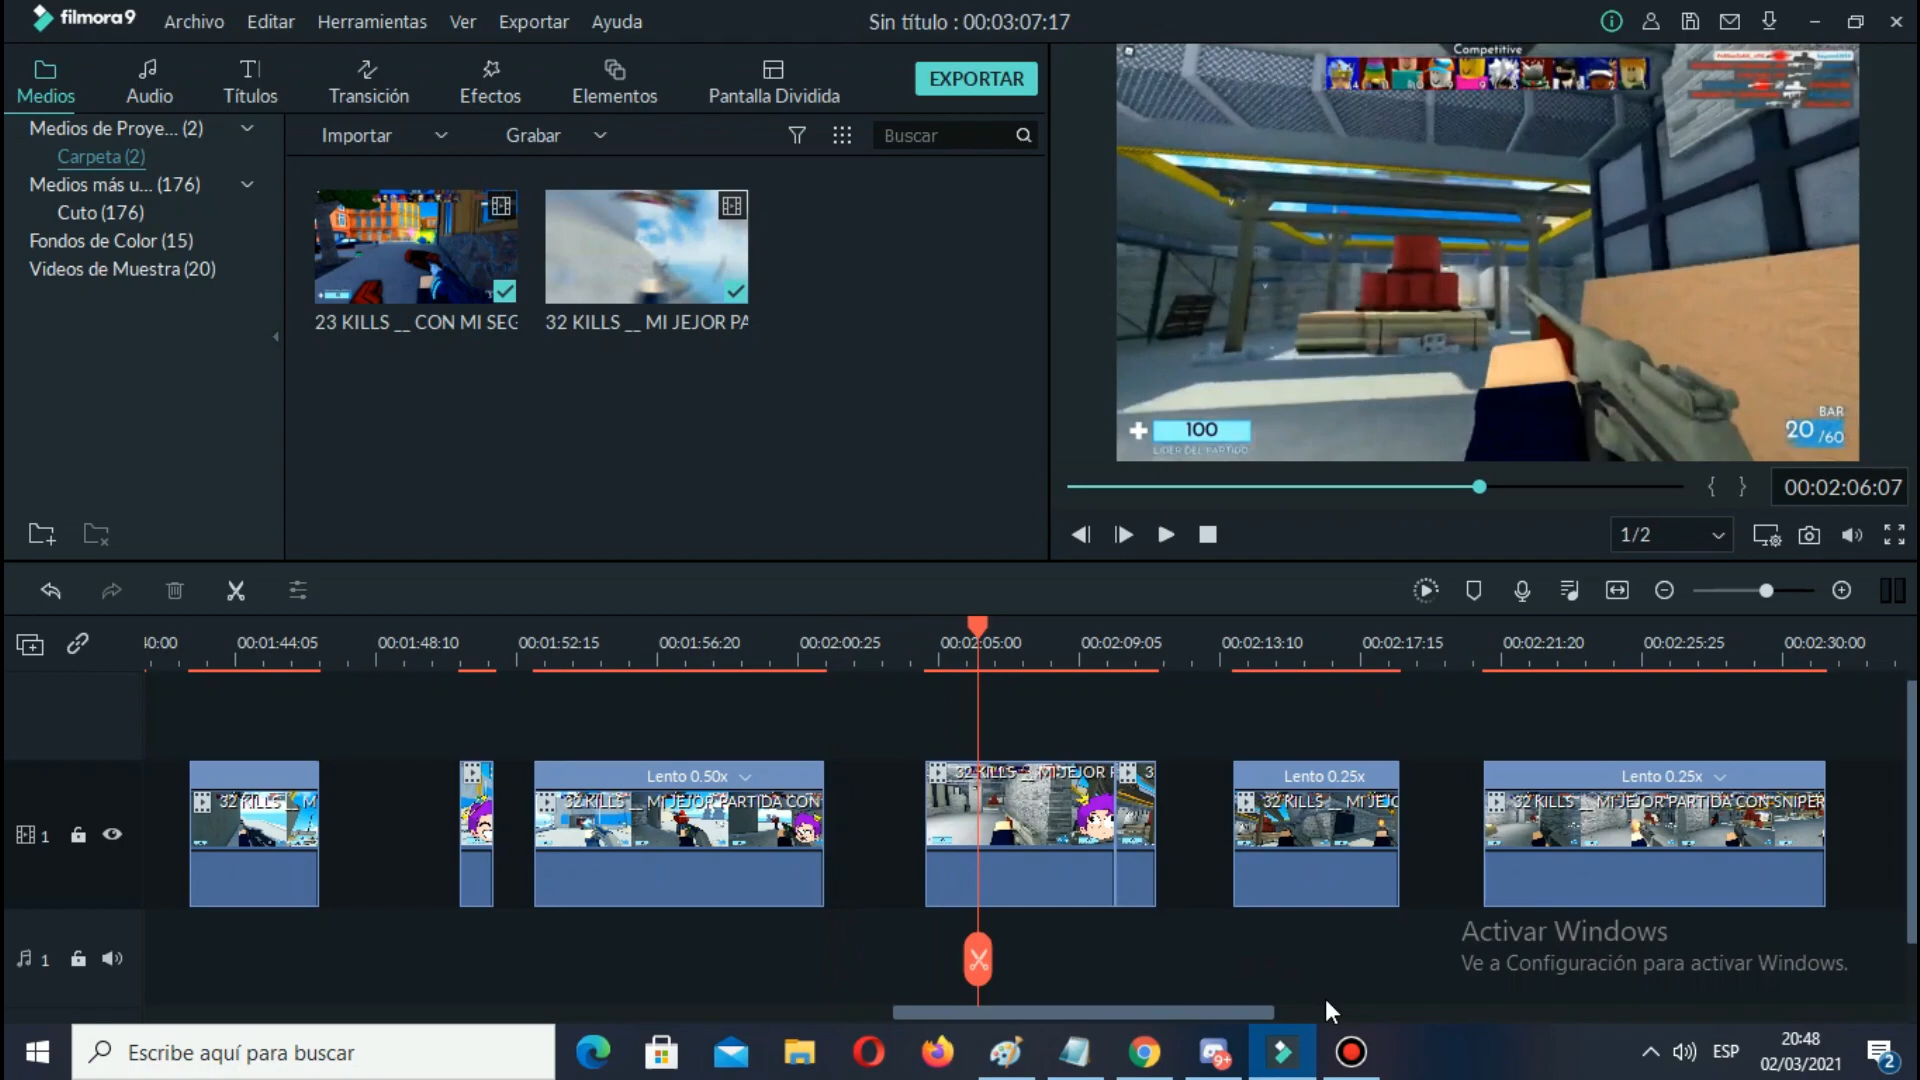 filmora9 Archivo Editar Herramientas Ver Exportar Ayuda Sin título : 00:03:07:17
Medios Audio Títulos Transición Efectos Elementos Pantalla Dividida EXPORTAR
Medios de Proye... (2)
Carpeta (2)
Medios más u... (176)
Cuto (176)
Fondos de Color (15)
Videos de Muestra (20)
Importar Grabar Buscar
23 KILLS __ CON MI SEG
32 KILLS __ MI JEJOR PA
Competitive
100
LIDER DEL PARTIDO
BAR
20 /60
{ } 00:02:06:07
1/2
40:00 00:01:44:05 00:01:48:10 00:01:52:15 00:01:56:20 00:02:00:25 00:02:05:00 00:02:09:05 00:02:13:10 00:02:17:15 00:02:21:20 00:02:25:25 00:02:30:00
Lento 0.50x Lento 0.25x Lento 0.25x
32 KILLS __ M
32 KILLS __ MI JEJOR PARTIDA CON
32 KILLS __ MI JEJOR P
3
32 KILLS __ MI JEJO
32 KILLS __ MI JEJOR PARTIDA CON SNIPER
1
1
Activar Windows
Ve a Configuración para activar Windows.
Escribe aquí para buscar
9+
ESP
20:48
02/03/2021
2